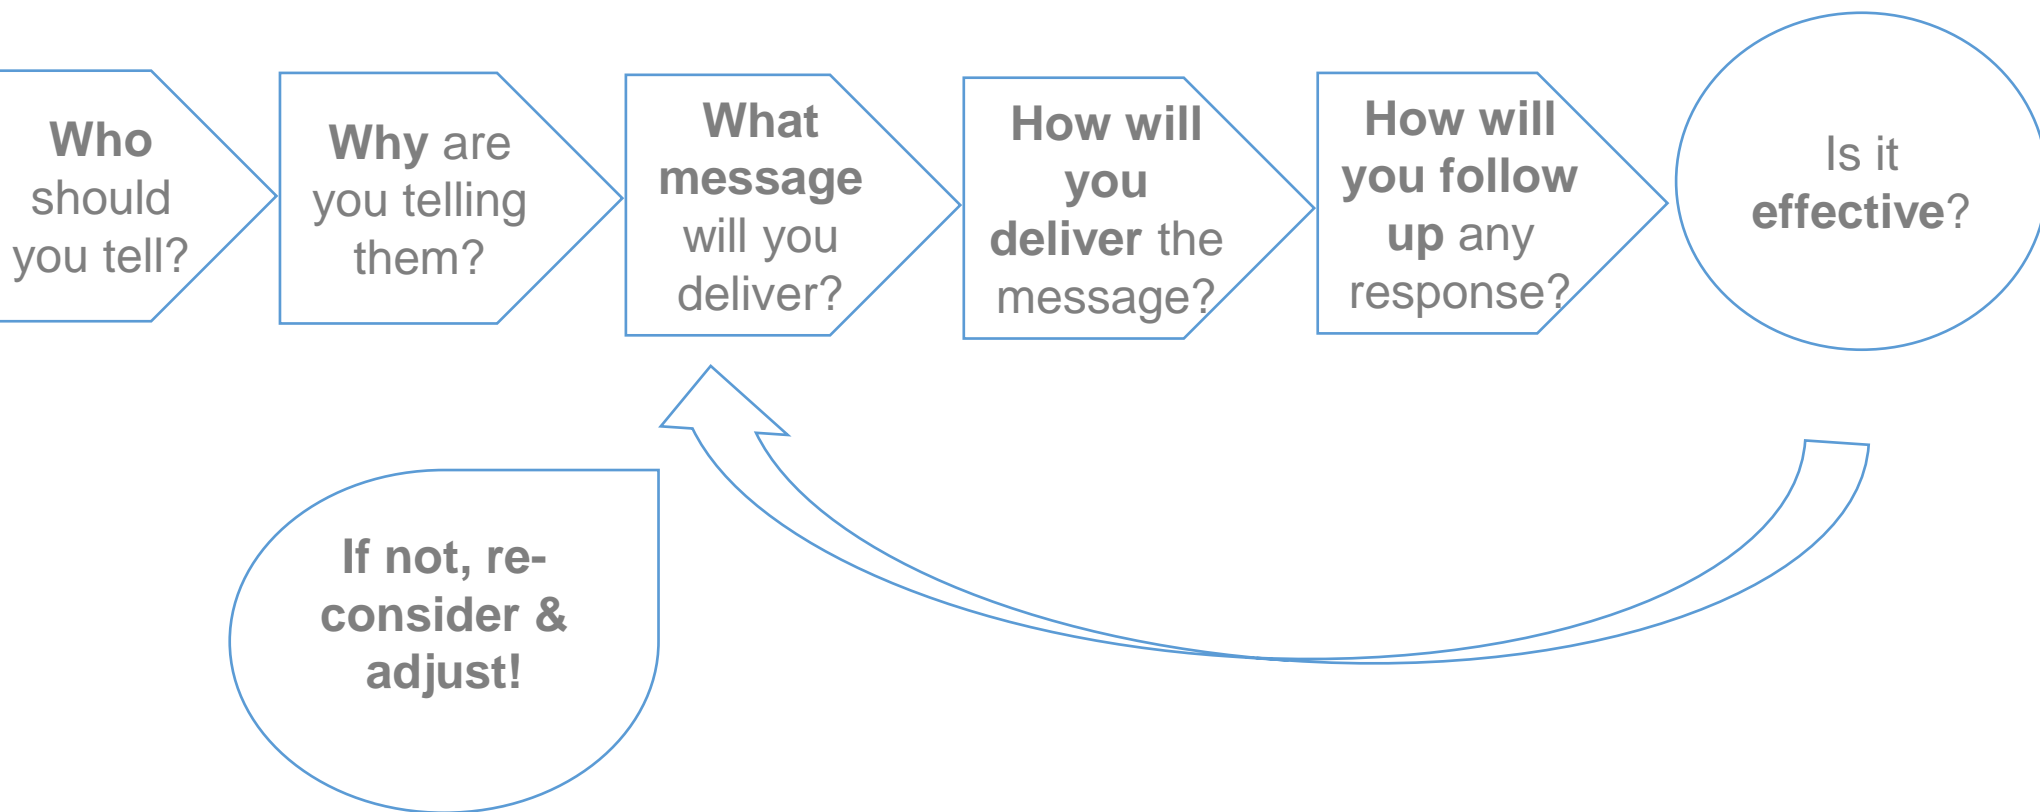 Who
should
you tell?
Why are
you telling
them?
What
message
will you
deliver?
How will
you
deliver the
message?
How will
you follow
up any
response?
Is it
effective?
If not, re-
consider &
adjust!